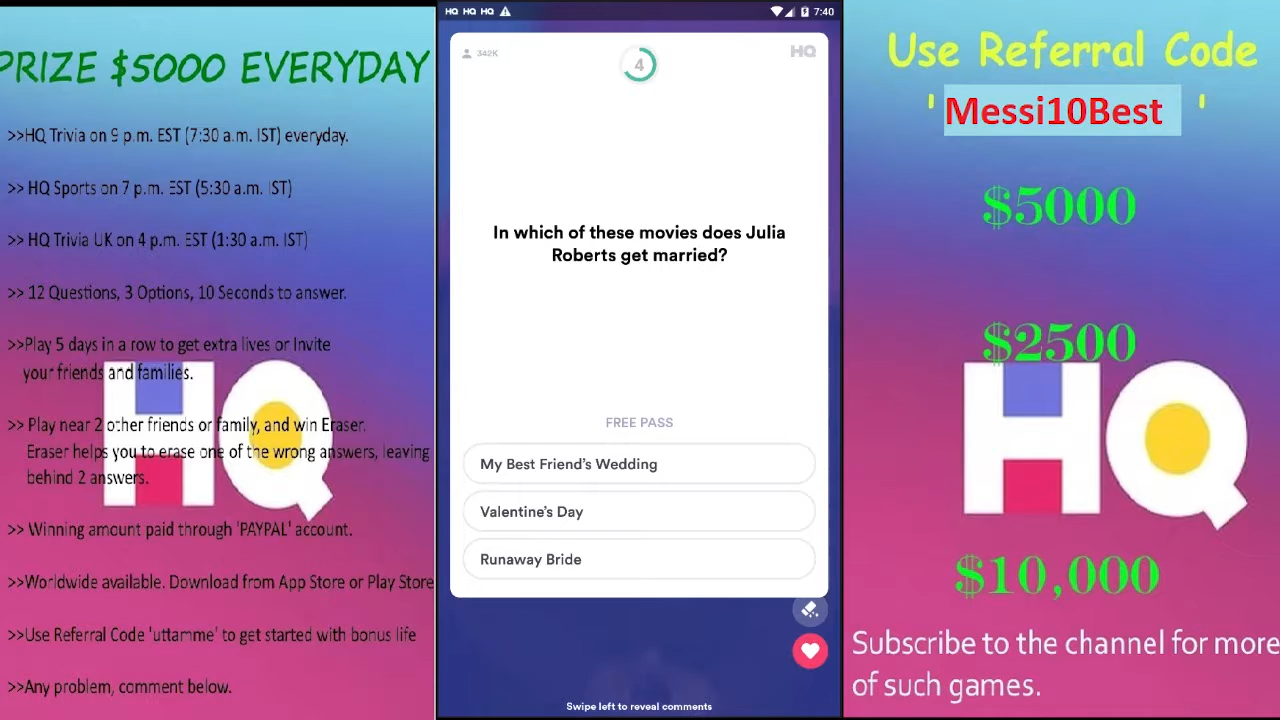 PRIZE $5000 EVERYDAY
>>HQ Trivia on 9 p.m. EST (7:30 a.m. IST) everyday.
>> HQ Sports on 7 p.m. EST (5:30 a.m. IST)
>> HQ Trivia UK on 4 p.m. EST (1:30 a.m. IST)
>> 12 Questions, 3 Options, 10 Seconds to answer.
>>Play 5 days in a row to get extra lives or Invite
your friends and families.
>> Play near 2 other friends or family, and win Eraser.
Eraser helps you to erase one of the wrong answers, leaving
behind 2 answers.
>> Winning amount paid through 'PAYPAL' account.
>>Worldwide available. Download from App Store or Play Store
>>Use Referral Code 'uttamme' to get started with bonus life
>>Any problem, comment below.
HQ
HQ HQ HQ 7:40
342K 4 HQ
In which of these movies does Julia
Roberts get married?
FREE PASS
My Best Friend's Wedding
Valentine's Day
Runaway Bride
Swipe left to reveal comments
Use Referral Code
' Messi10Best '
$5000
$2500
HQ
$10,000
Subscribe to the channel for more
of such games.